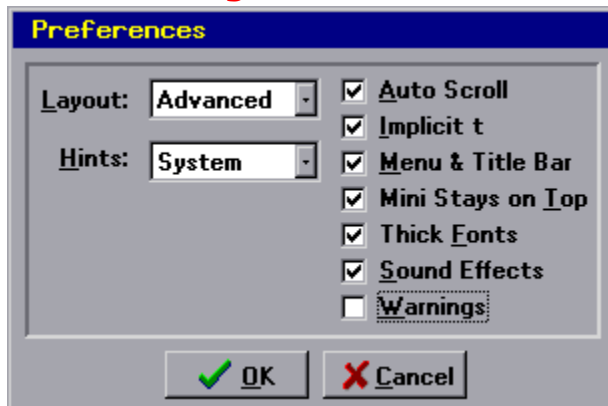 Preferences
Layout: Advanced
Hints: System
Auto Scroll
Implicit t
Menu & Title Bar
Mini Stays on Top
Thick Fonts
Sound Effects
Warnings
OK Cancel